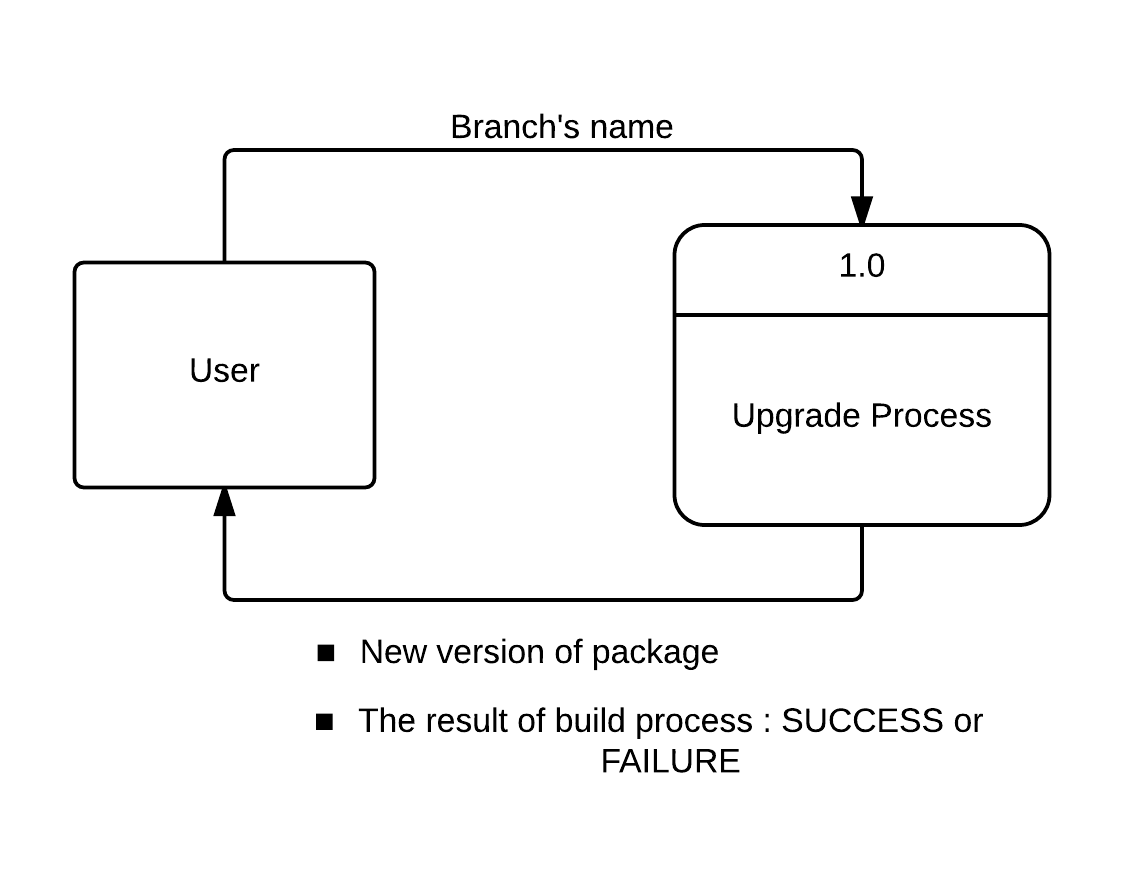 Branch's name
1.0
User
Upgrade Process
■ New version of package
■ The result of build process : SUCCESS or
FAILURE